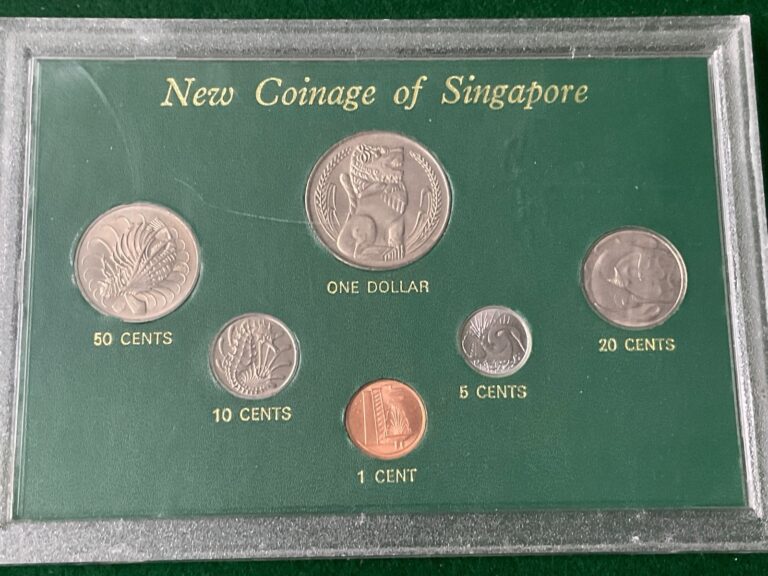 New Coinage of Singapore
ONE DOLLAR
50 CENTS
20 CENTS
10 CENTS
5 CENTS
1 CENT